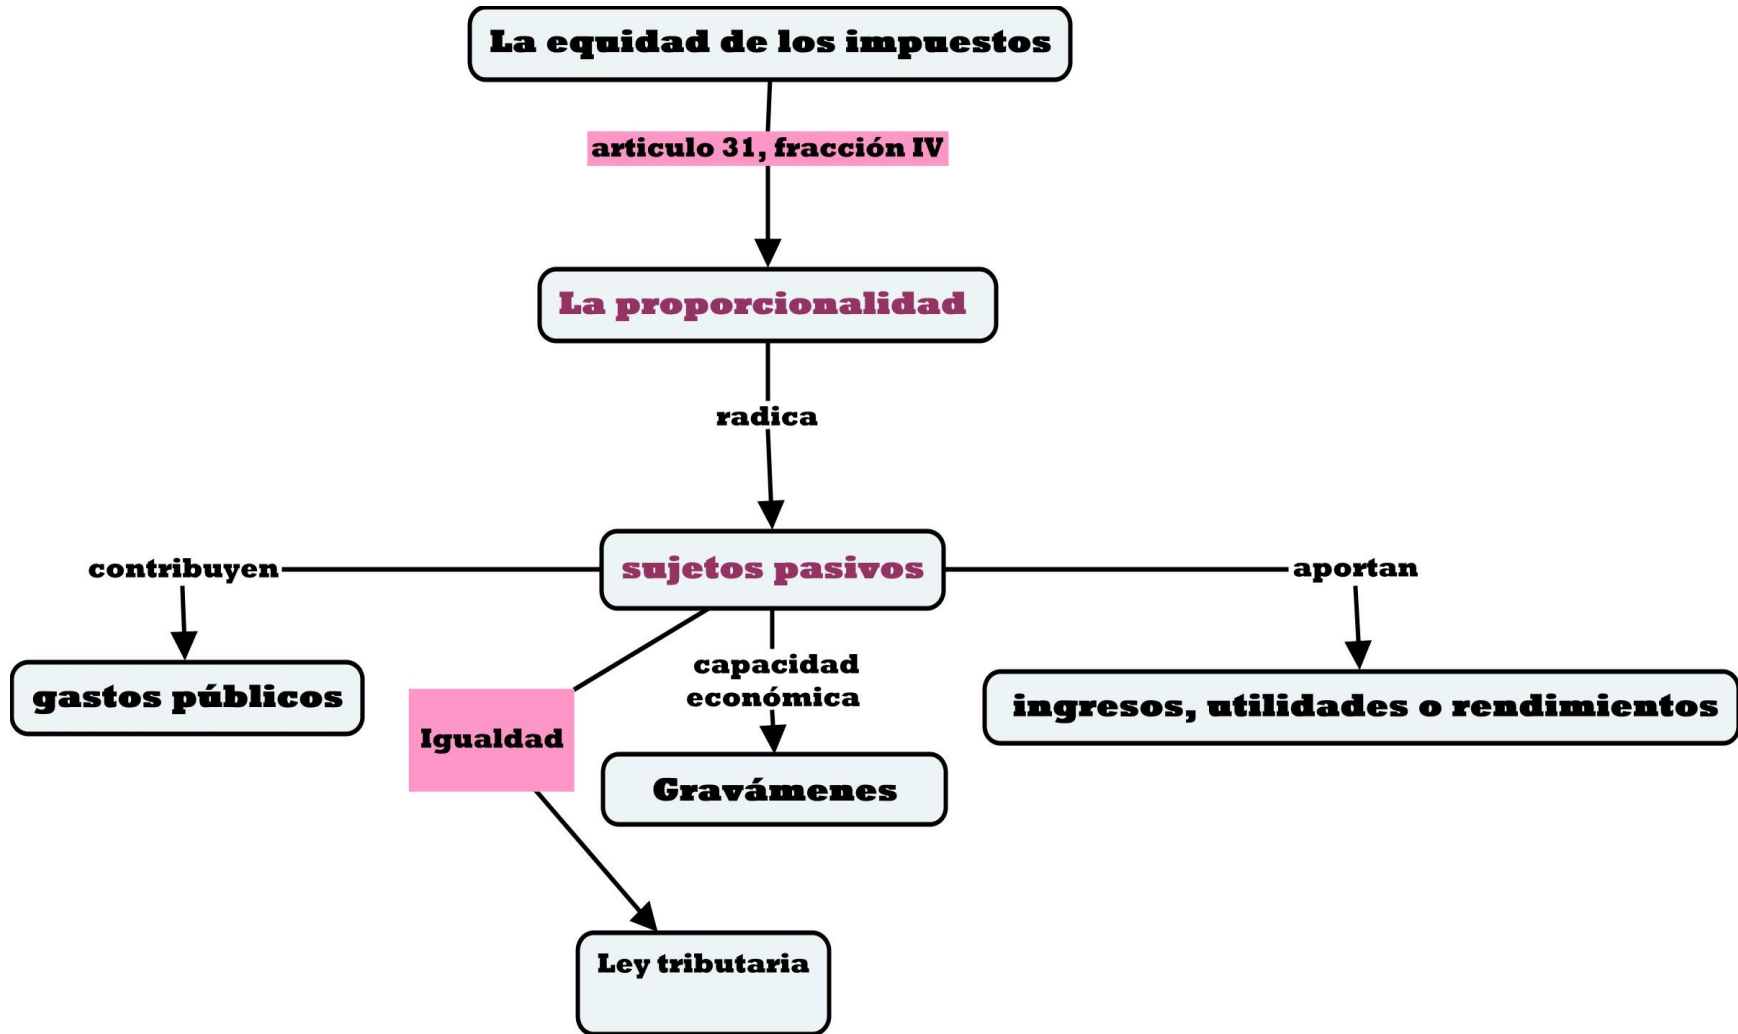 La equidad de los impuestos
articulo 31, fracción IV
La proporcionalidad
radica
sujetos pasivos
contribuyen
aportan
gastos públicos
Igualdad
capacidad
económica
ingresos, utilidades o rendimientos
Gravámenes
Ley tributaria